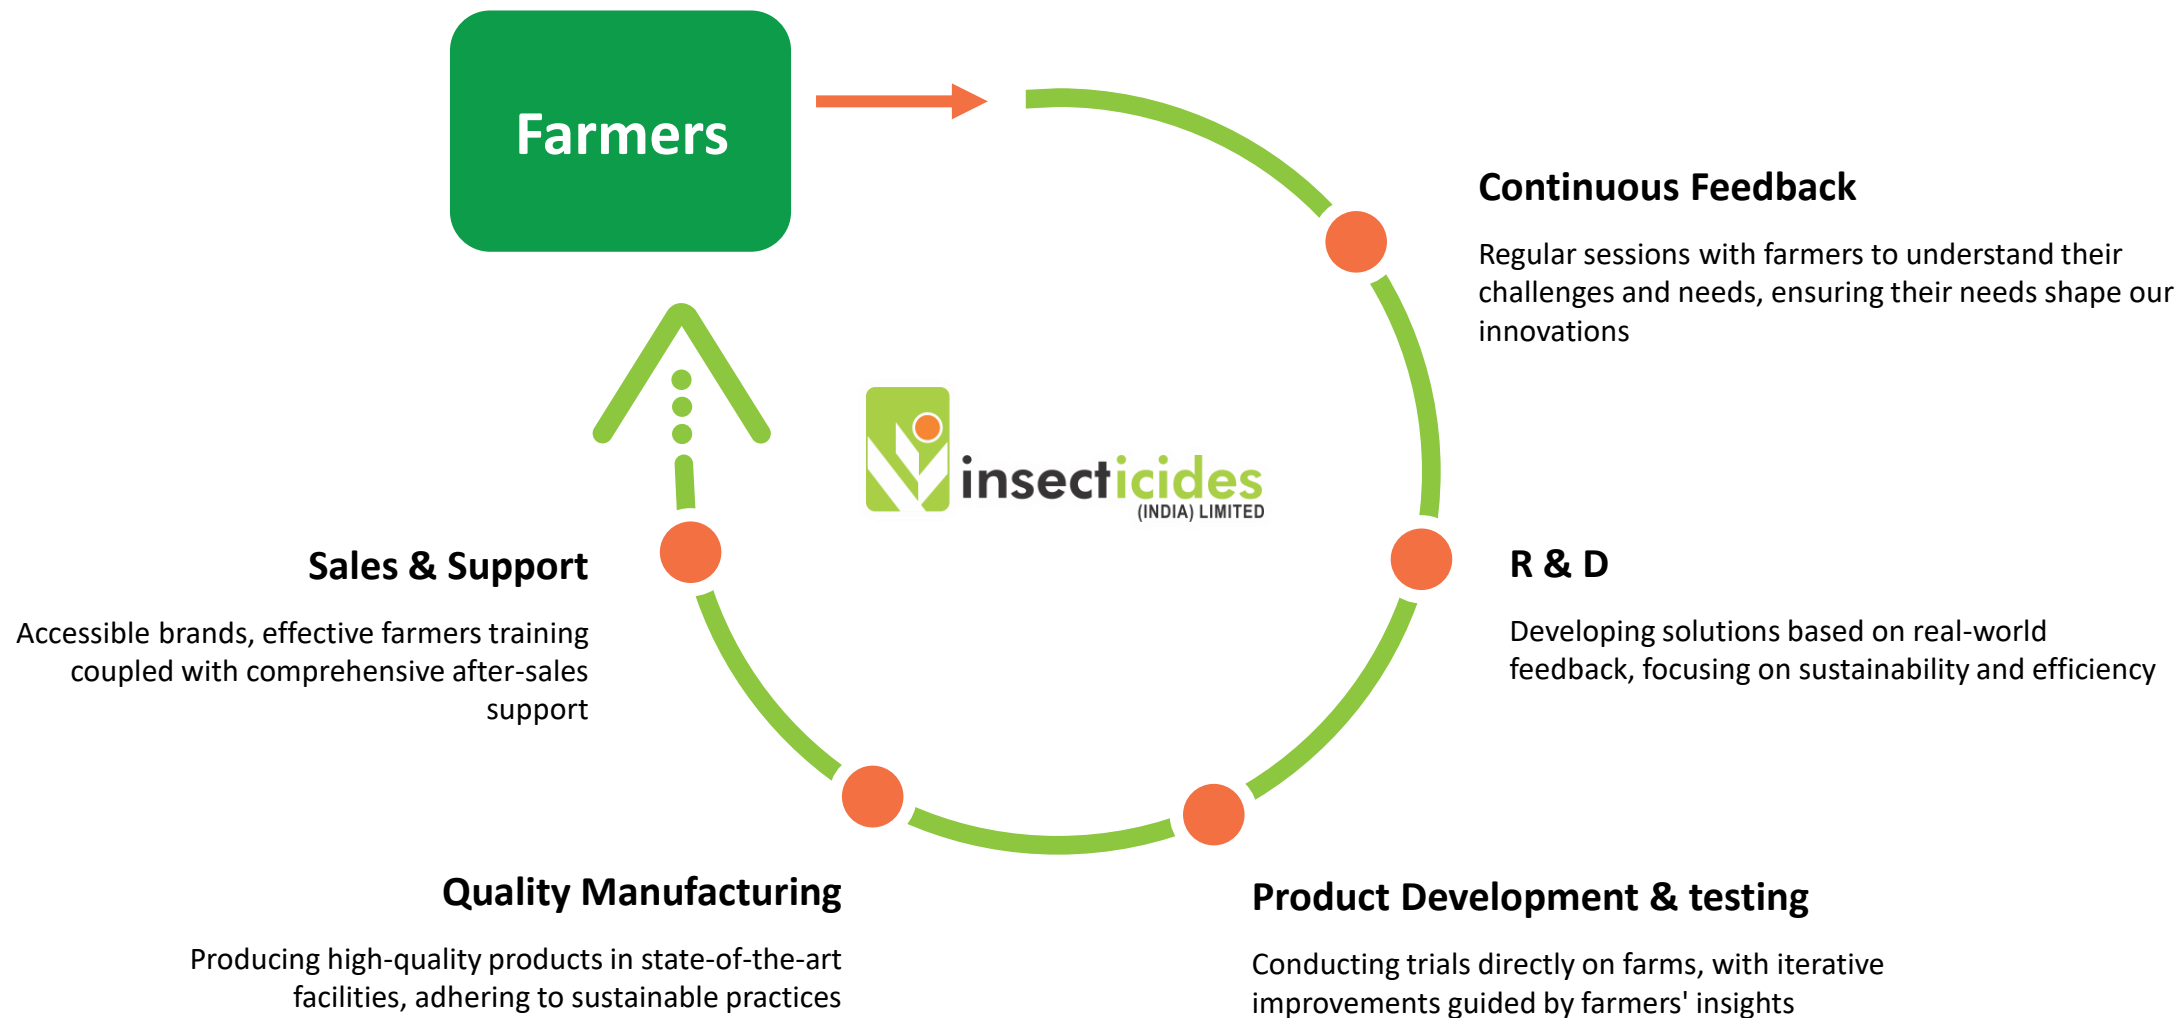 Farmers
Continuous Feedback
Regular sessions with farmers to understand their
challenges and needs, ensuring their needs shape our
innovations
insecticides
(INDIA) LIMITED
R & D
Developing solutions based on real-world
feedback, focusing on sustainability and efficiency
Product Development & testing
Conducting trials directly on farms, with iterative
improvements guided by farmers' insights
Quality Manufacturing
Producing high-quality products in state-of-the-art
facilities, adhering to sustainable practices
Sales & Support
Accessible brands, effective farmers training
coupled with comprehensive after-sales
support